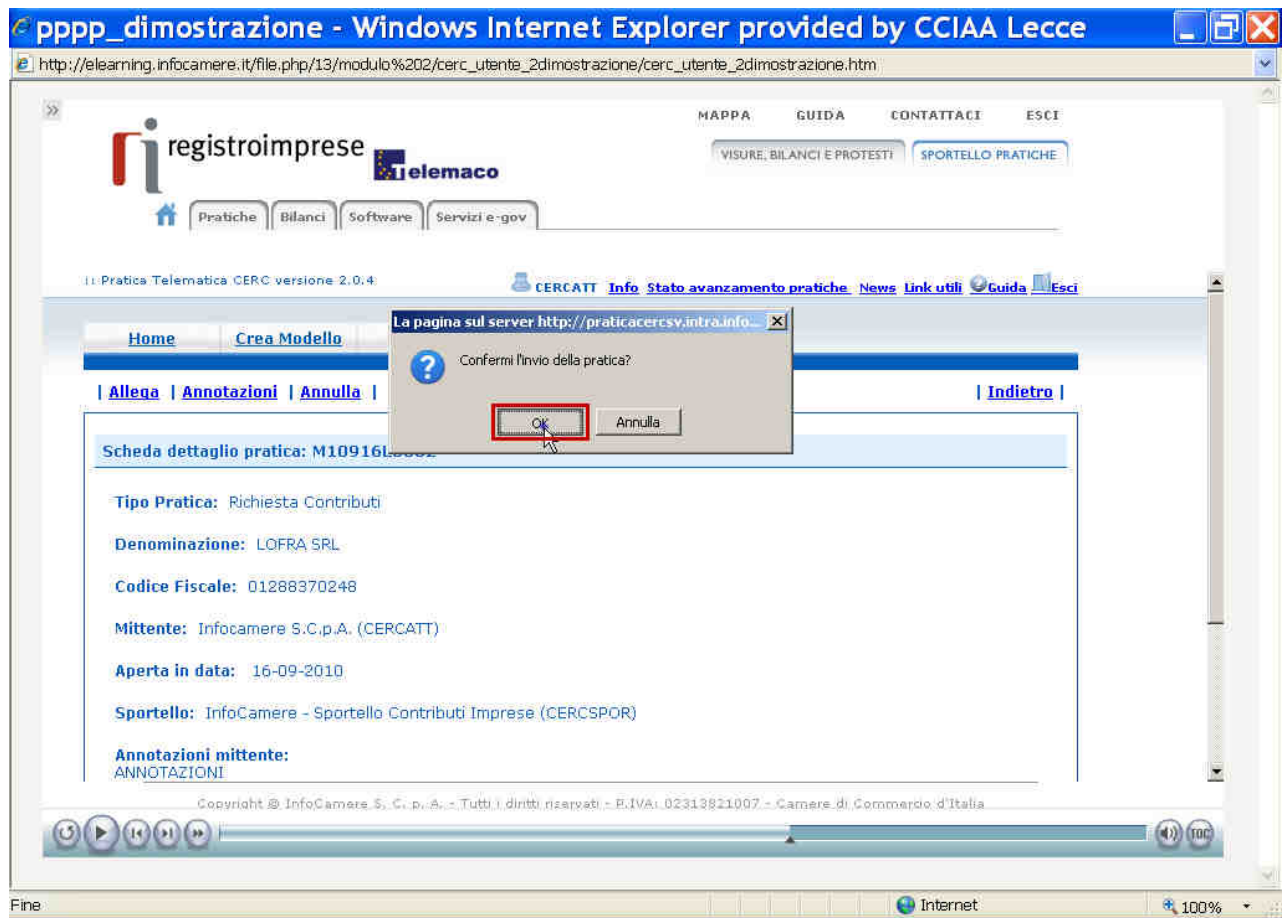 pppp_dimostrazione - Windows Internet Explorer provided by CCIAA Lecce
http://elearning.infocamere.it/file.php/13/modulo%202/cerc_utente_2dimostrazione/cerc_utente_2dimostrazione.htm
MAPPA GUIDA CONTATTACI ESCI
ri registroimprese Telemaco
VISURE, BILANCI E PROTESTI SPORTELLO PRATICHE
Pratiche Bilanci Software Servizi e-gov
:: Pratica Telematica CERC versione 2.0.4
CERCATT Info Stato avanzamento pratiche News Link utili Guida Esci
La pagina sul server http://praticacercsv.intra.info...
Home Crea Modello
Confermi l'invio della pratica?
| Allega | Annotazioni | Annulla |
| Indietro |
OK Annulla
Scheda dettaglio pratica:
Tipo Pratica: Richiesta Contributi
Denominazione: LOFRA SRL
Codice Fiscale: 01288370248
Mittente: Infocamere S.C.p.A. (CERCATT)
Aperta in data: 16-09-2010
Sportello: InfoCamere - Sportello Contributi Imprese (CERCSPOR)
Annotazioni mittente:
ANNOTAZIONI
Copyright @ InfoCamere S. C. p. A. - Tutti i diritti riservati - P.IVA: 02313821007 - Camere di Commercio d'Italia
TOC
Fine Internet 100%